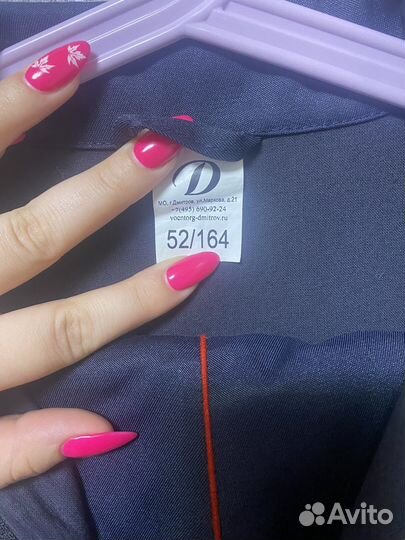 D
МО, г.Дмитров, ул.Маркова, д.21
+7(495) 690-92-24
voentorg-dmitrov.ru
52/164
Avito